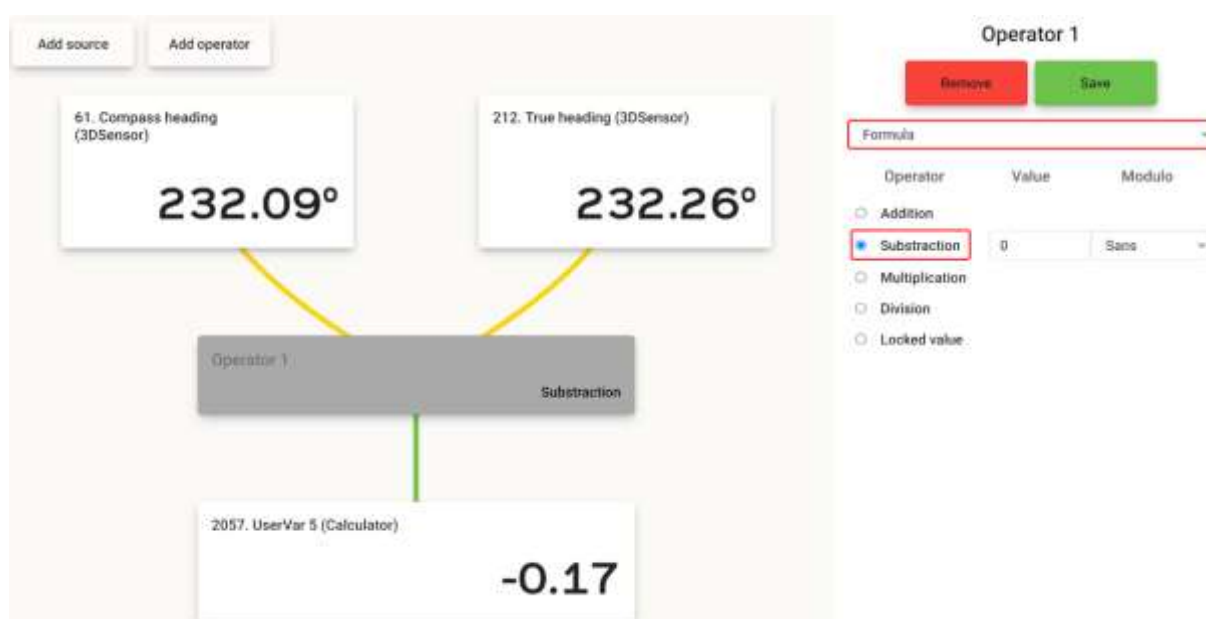 Add source
Add operator
61. Compass heading
(3DSensor)
232.09°
212. True heading (3DSensor)
232.26°
Operator 1
Substraction
2057. UserVar 5 (Calculator)
-0.17
Operator 1
Remove
Save
Formula
Operator
Value
Modulo
Addition
Substraction
0
Sans
Multiplication
Division
Locked value